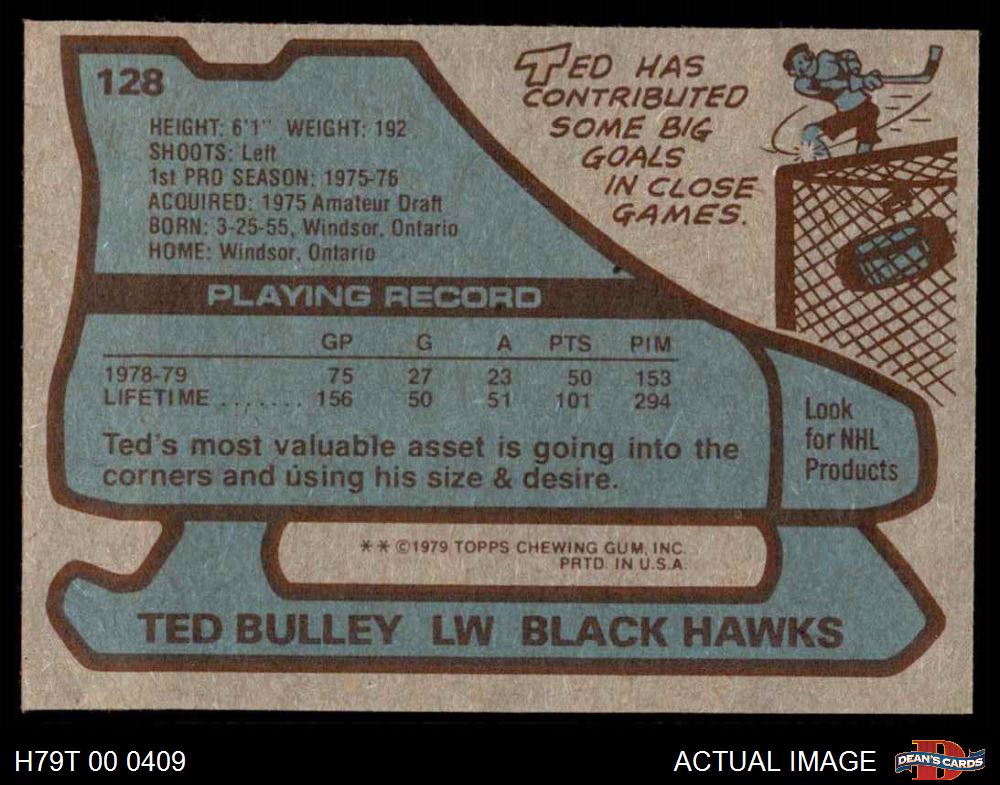 128
HEIGHT: 6'1" WEIGHT: 192
SHOOTS: Left
1st PRO SEASON: 1975-76
ACQUIRED: 1975 Amateur Draft
BORN: 3-25-55, Windsor, Ontario
HOME: Windsor, Ontario
TED HAS
CONTRIBUTED
SOME BIG
GOALS
IN CLOSE
GAMES.
PLAYING RECORD
GP G A PTS PIM
1978-79 75 27 23 50 153
LIFETIME ....... 156 50 51 101 294
Ted's most valuable asset is going into the
corners and using his size & desire.
Look
for NHL
Products
** ©1979 TOPPS CHEWING GUM, INC.
PRTD. IN U.S.A.
TED BULLEY LW BLACK HAWKS
H79T 00 0409
ACTUAL IMAGE
D
DEAN'S CARDS